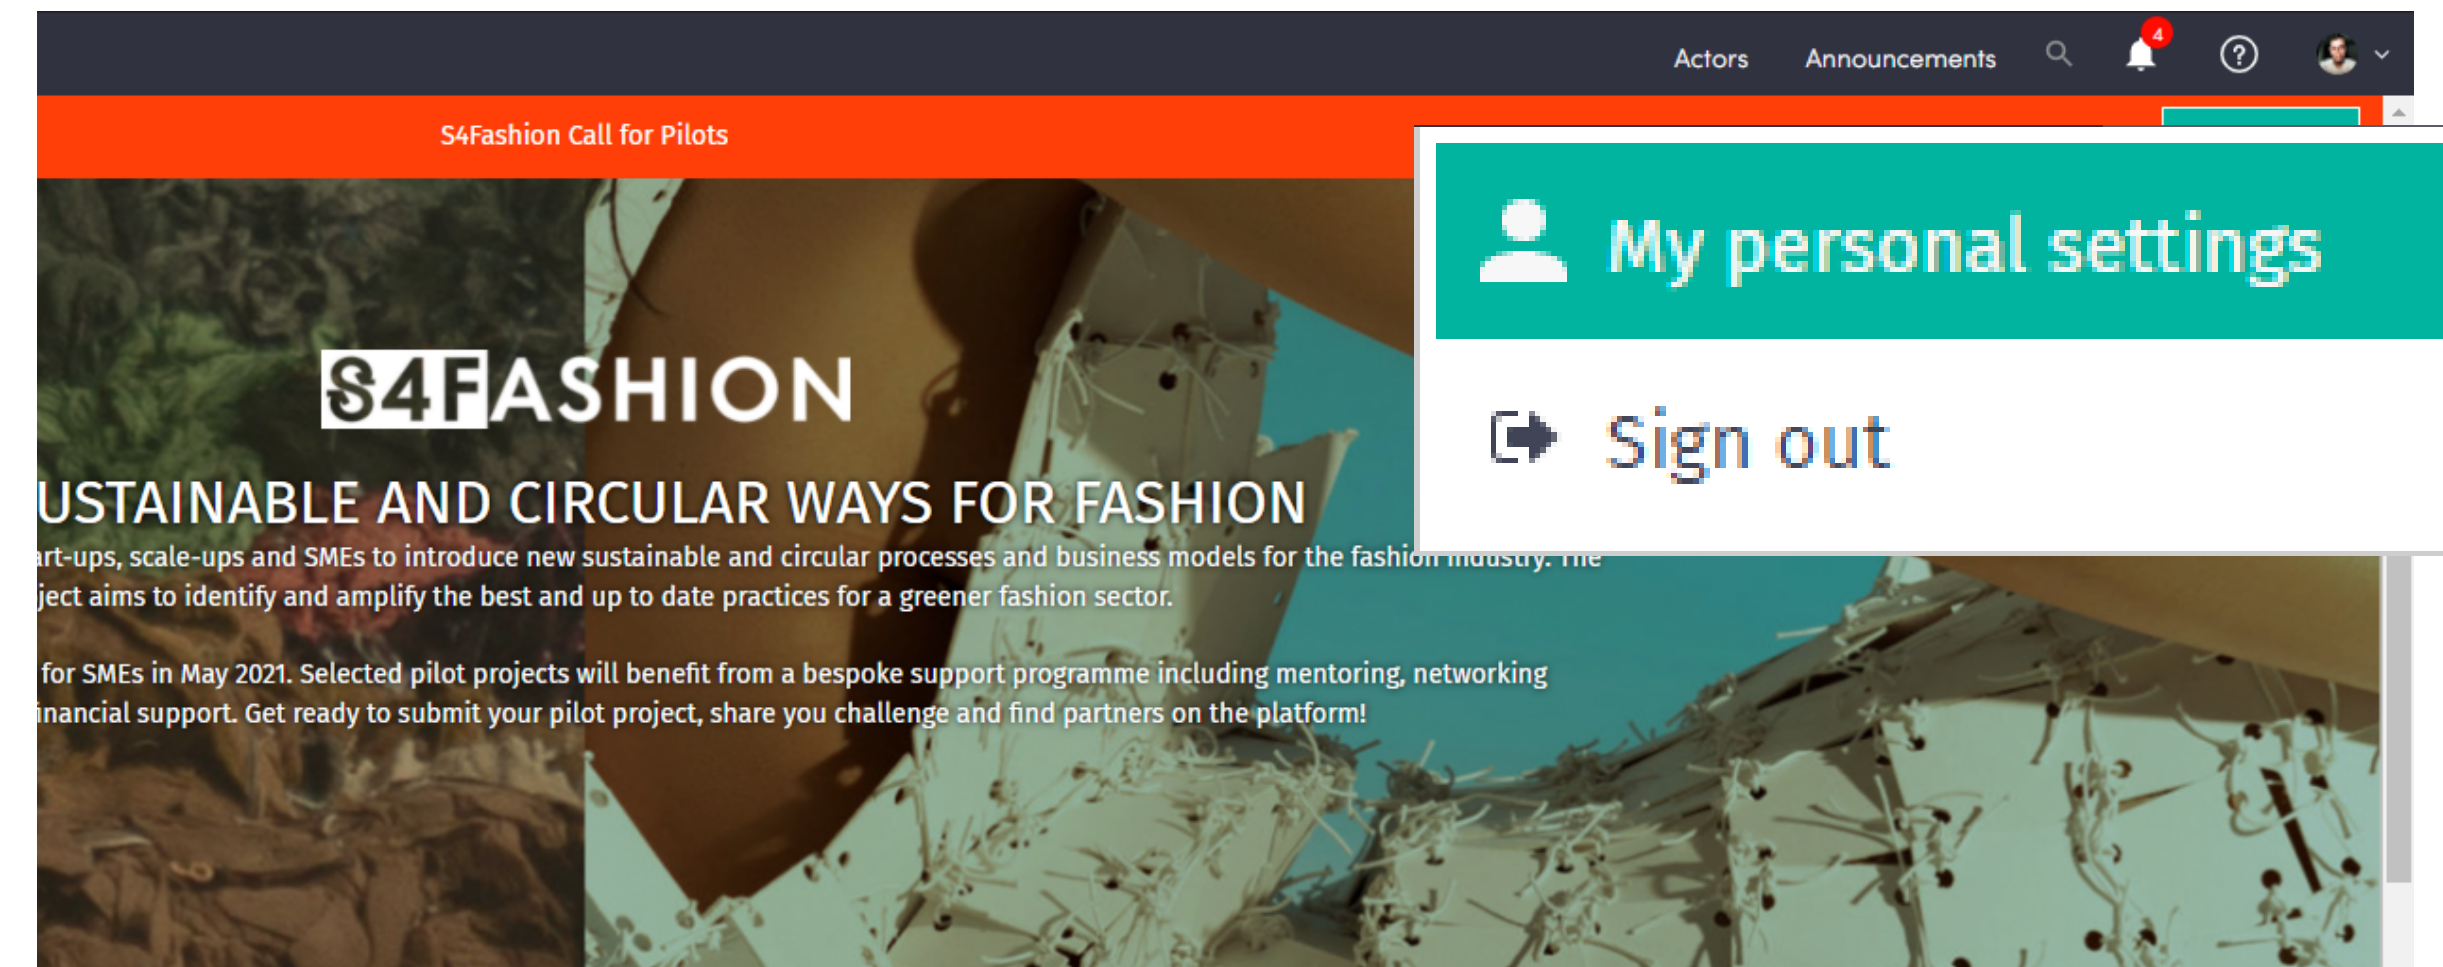 Actors Announcements 4
S4Fashion Call for Pilots
My personal settings
Sign out
S4FASHION
USTAINABLE AND CIRCULAR WAYS FOR FASHION
art-ups, scale-ups and SMEs to introduce new sustainable and circular processes and business models for the fashion industry. The
ject aims to identify and amplify the best and up to date practices for a greener fashion sector.
for SMEs in May 2021. Selected pilot projects will benefit from a bespoke support programme including mentoring, networking
inancial support. Get ready to submit your pilot project, share you challenge and find partners on the platform!